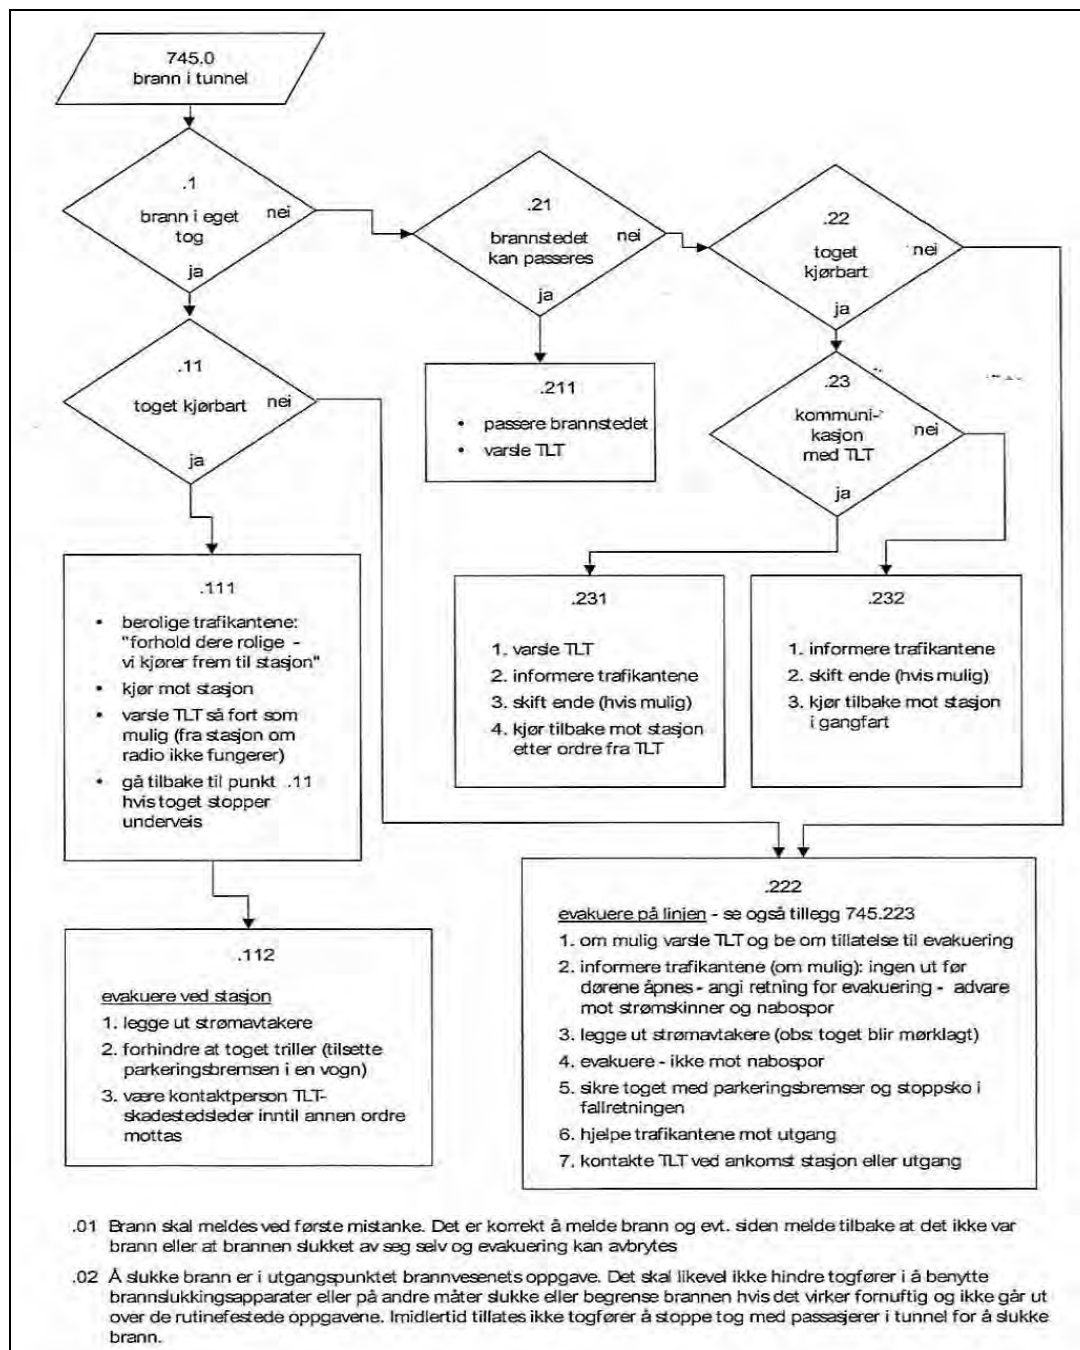 745.0
brann i tunnel
.1
brann i eget
tog
nei
ja
.21
brannstedet
kan passeres
nei
ja
.22
toget
kjørbart
nei
ja
.11
toget kjørbart
nei
ja
.211
• passere brannstedet
• varsle TLT
.23
kommuni-
kasjon
med TLT
nei
ja
.111
• berolige trafikantene:
"forhold dere rolige -
vi kjører frem til stasjon"
• kjør mot stasjon
• varsle TLT så fort som
mulig (fra stasjon om
radio ikke fungerer)
• gå tilbake til punkt .11
hvis toget stopper
underveis
.231
1. varsle TLT
2. informere trafikantene
3. skift ende (hvis mulig)
4. kjør tilbake mot stasjon
etter ordre fra TLT
.232
1. informere trafikantene
2. skift ende (hvis mulig)
3. kjør tilbake mot stasjon
i gangfart
.112
evakuere ved stasjon
1. legge ut strømavtakere
2. forhindre at toget triller (tilsette
parkeringsbremsen i en vogn)
3. være kontaktperson TLT-
skadestedsleder inntil annen ordre
mottas
.222
evakuere på linjen - se også tillegg 745.223
1. om mulig varsle TLT og be om tillatelse til evakuering
2. informere trafikantene (om mulig): ingen ut før
dørene åpnes - angi retning for evakuering - advare
mot strømskinner og nabospor
3. legge ut strømavtakere (obs: toget blir mørklagt)
4. evakuere - ikke mot nabospor
5. sikre toget med parkeringsbremser og stoppsko i
fallretningen
6. hjelpe trafikantene mot utgang
7. kontakte TLT ved ankomst stasjon eller utgang
.01 Brann skal meldes ved første mistanke. Det er korrekt å melde brann og evt. siden melde tilbake at det ikke var
brann eller at brannen slukket av seg selv og evakuering kan avbrytes
.02 Å slukke brann er i utgangspunktet brannvesenets oppgave. Det skal likevel ikke hindre togfører i å benytte
brannslukkingsapparater eller på andre måter slukke eller begrense brannen hvis det virker fornuftig og ikke går ut
over de rutinefestede oppgavene. Imidlertid tillates ikke togfører å stoppe tog med passasjerer i tunnel for å slukke
brann.